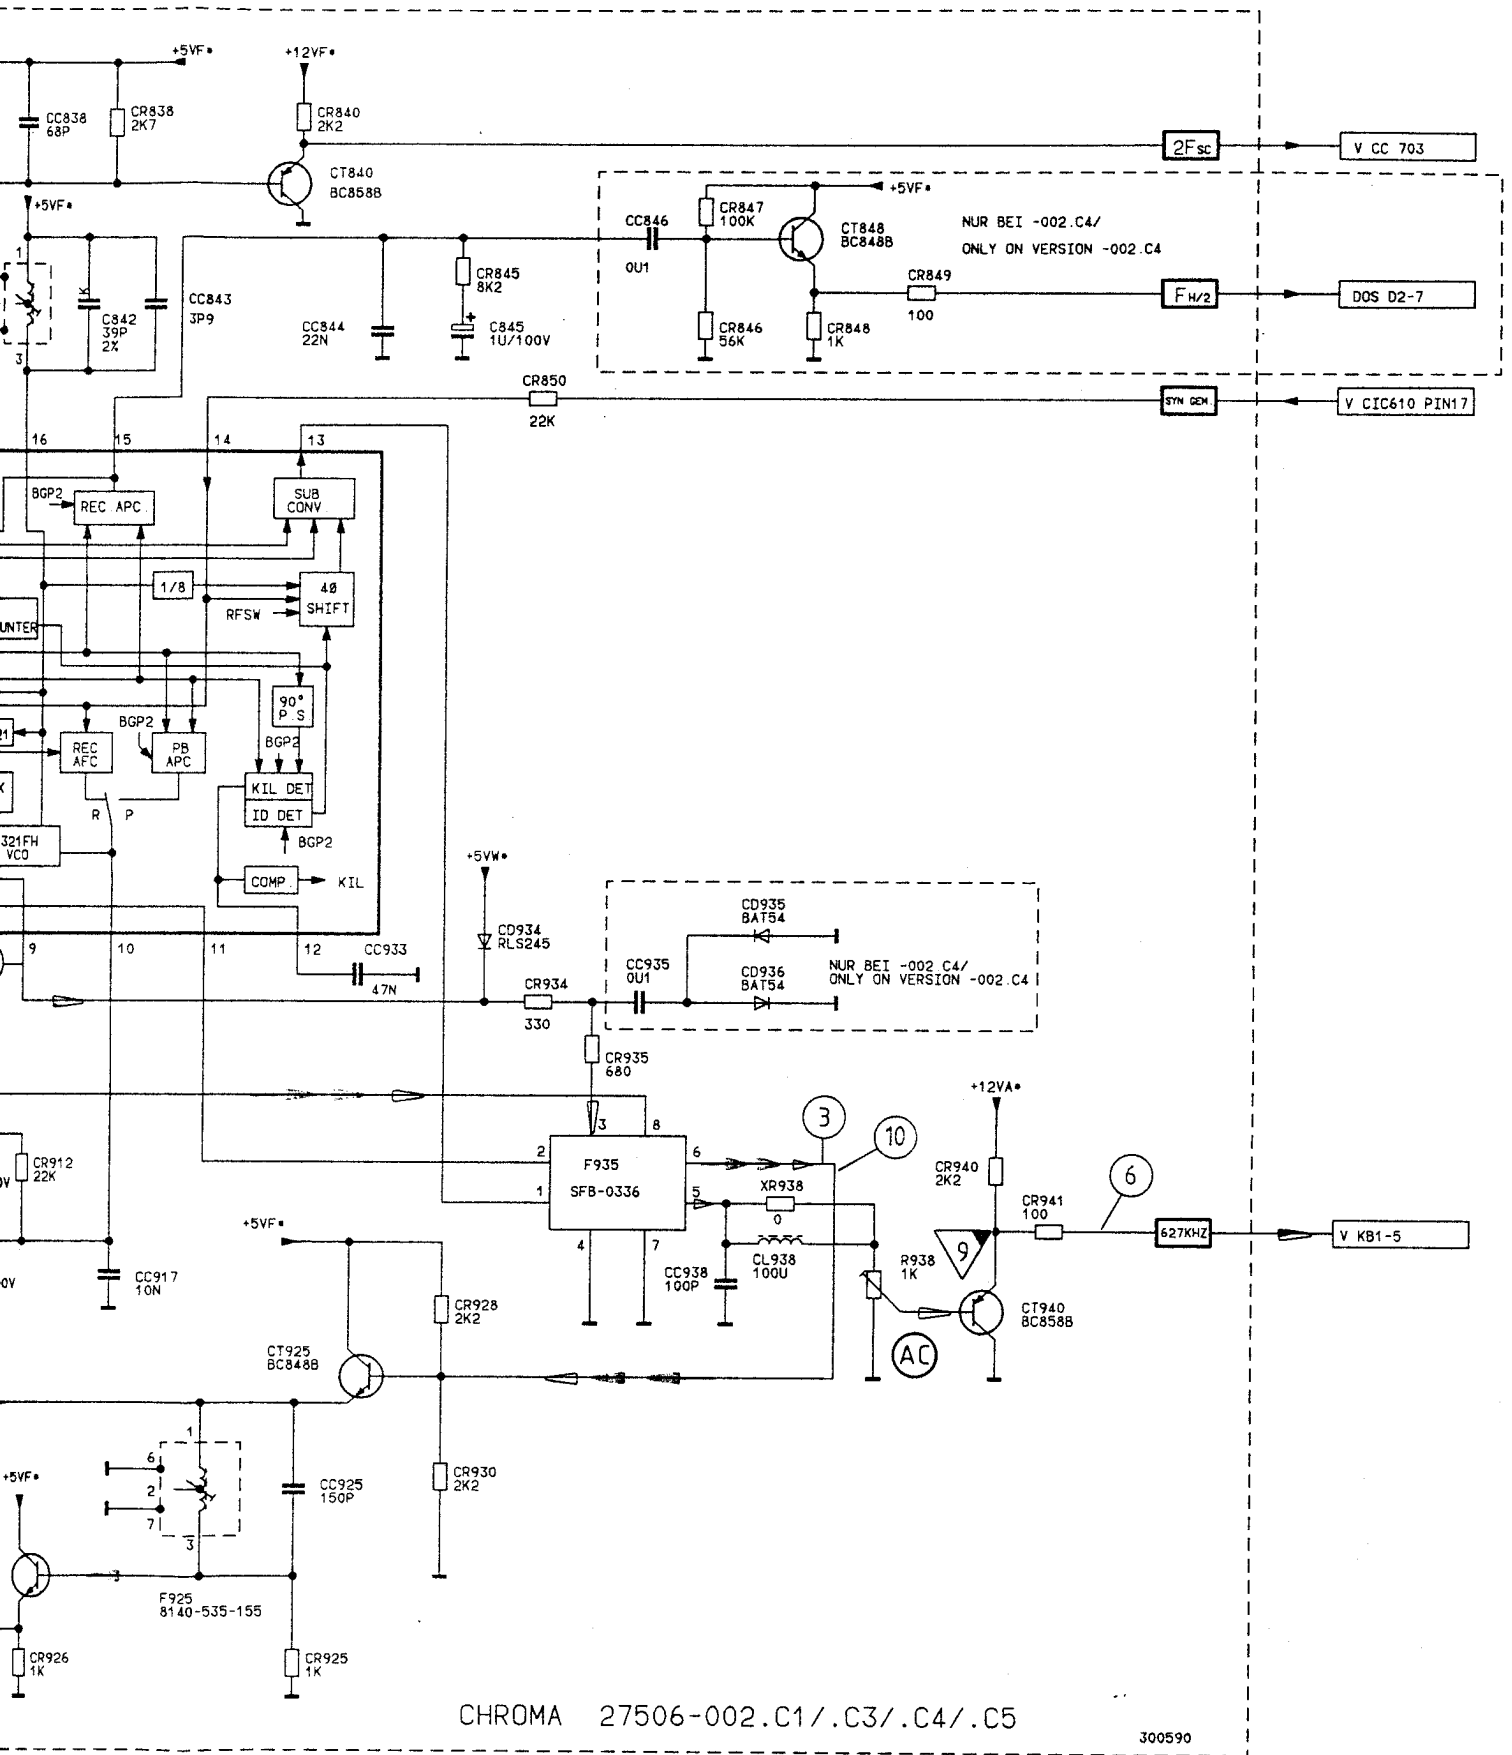 +5VF*
+12VF*
CC838
68P
CR838
2K7
CR840
2K2
CT840
BC858B
2Fsc
V CC 703
+5VF*
+5VF*
CC846
0U1
CR847
100K
CT848
BC848B
NUR BEI -002.C4/
ONLY ON VERSION -002.C4
1
K
C842
39P
2%
CC843
3P9
3
CR845
8K2
CC844
22N
+
C845
1U/100V
CR849
100
F H/2
DOS D2-7
CR846
56K
CR848
1K
CR850
22K
SYN GEN.
V CIC610 PIN17
16
15
14
13
BGP2
REC APC.
SUB
CONV.
1/8
40
SHIFT
RFSW
UNTER
90°
P.S
BGP2
BGP2
REC
AFC
PB
APC
KIL DET
ID DET
R
P
BGP2
321FH
VCO
COMP.
KIL
+5VW*
CD934
RLS245
CD935
BAT54
9
10
11
12
CC933
47N
CR934
330
CC935
0U1
CD936
BAT54
NUR BEI -002.C4/
ONLY ON VERSION -002.C4
CR935
680
+12VA*
3
10
3
8
2
F935
6
1
SFB-0336
5
4
7
CR912
22K
0V
XR938
0
CL938
100U
CC938
100P
R938
1K
CR940
2K2
CR941
100
6
9
627KHZ
V KB1-5
+5VF*
CC917
10N
0V
CR928
2K2
CT925
BC848B
CT940
BC858B
AC
1
6
2
7
3
+5VF*
CC925
150P
CR930
2K2
F925
8140-535-155
CR926
1K
CR925
1K
CHROMA 27506-002.C1/.C3/.C4/.C5
300590